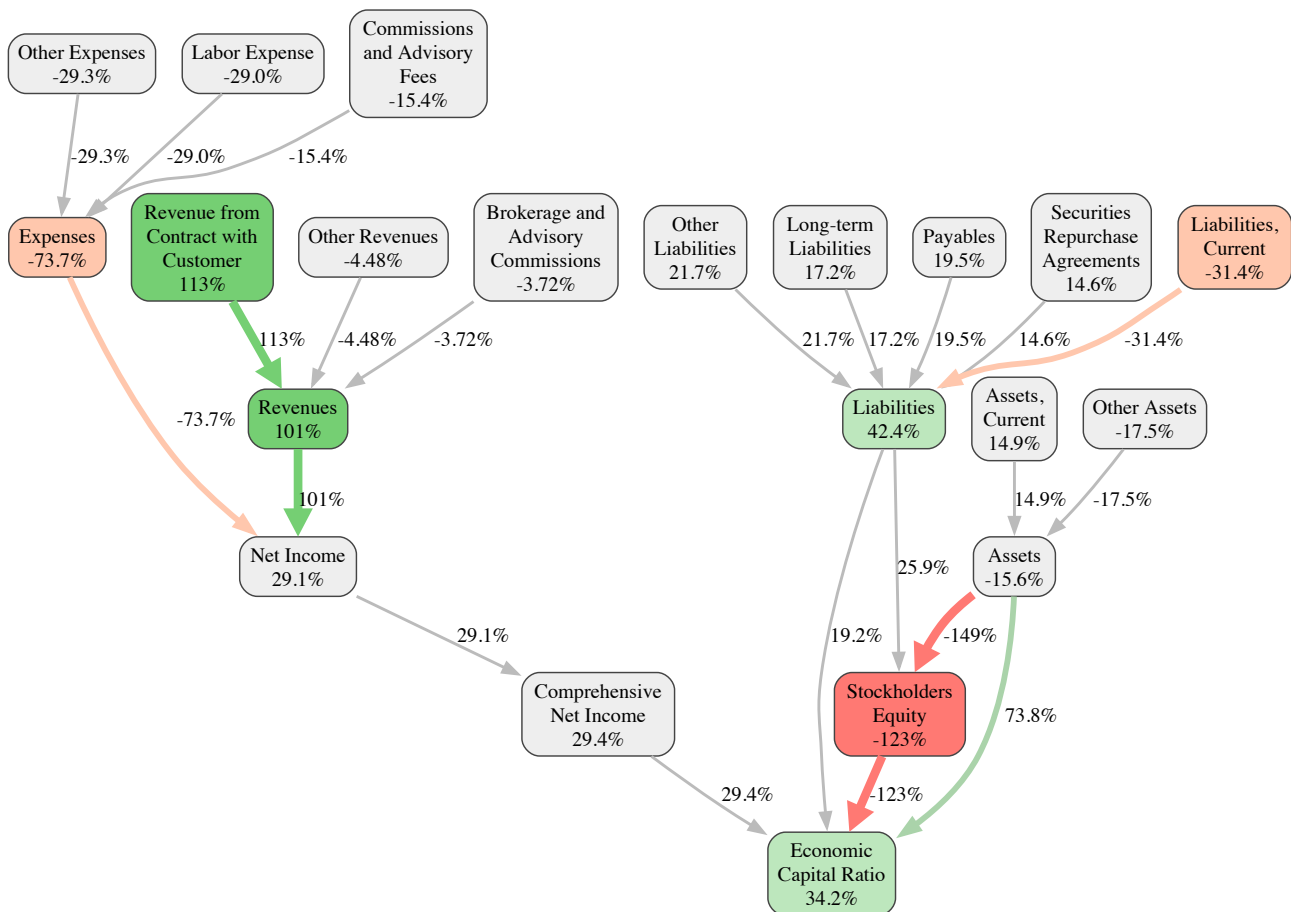 Other Expenses
-29.3%
Labor Expense
-29.0%
Commissions
and Advisory
Fees
-15.4%
-29.3%
-29.0%
-15.4%
Expenses
-73.7%
Revenue from
Contract with
Customer
113%
Other Revenues
-4.48%
Brokerage and
Advisory
Commissions
-3.72%
Other
Liabilities
21.7%
Long-term
Liabilities
17.2%
Payables
19.5%
Securities
Repurchase
Agreements
14.6%
Liabilities,
Current
-31.4%
113%
-4.48%
-3.72%
21.7%
17.2%
19.5%
14.6%
-31.4%
-73.7%
Revenues
101%
Liabilities
42.4%
Assets,
Current
14.9%
Other Assets
-17.5%
101%
14.9%
-17.5%
Net Income
29.1%
25.9%
Assets
-15.6%
29.1%
19.2%
-149%
Comprehensive
Net Income
29.4%
Stockholders
Equity
-123%
73.8%
29.4%
-123%
Economic
Capital Ratio
34.2%